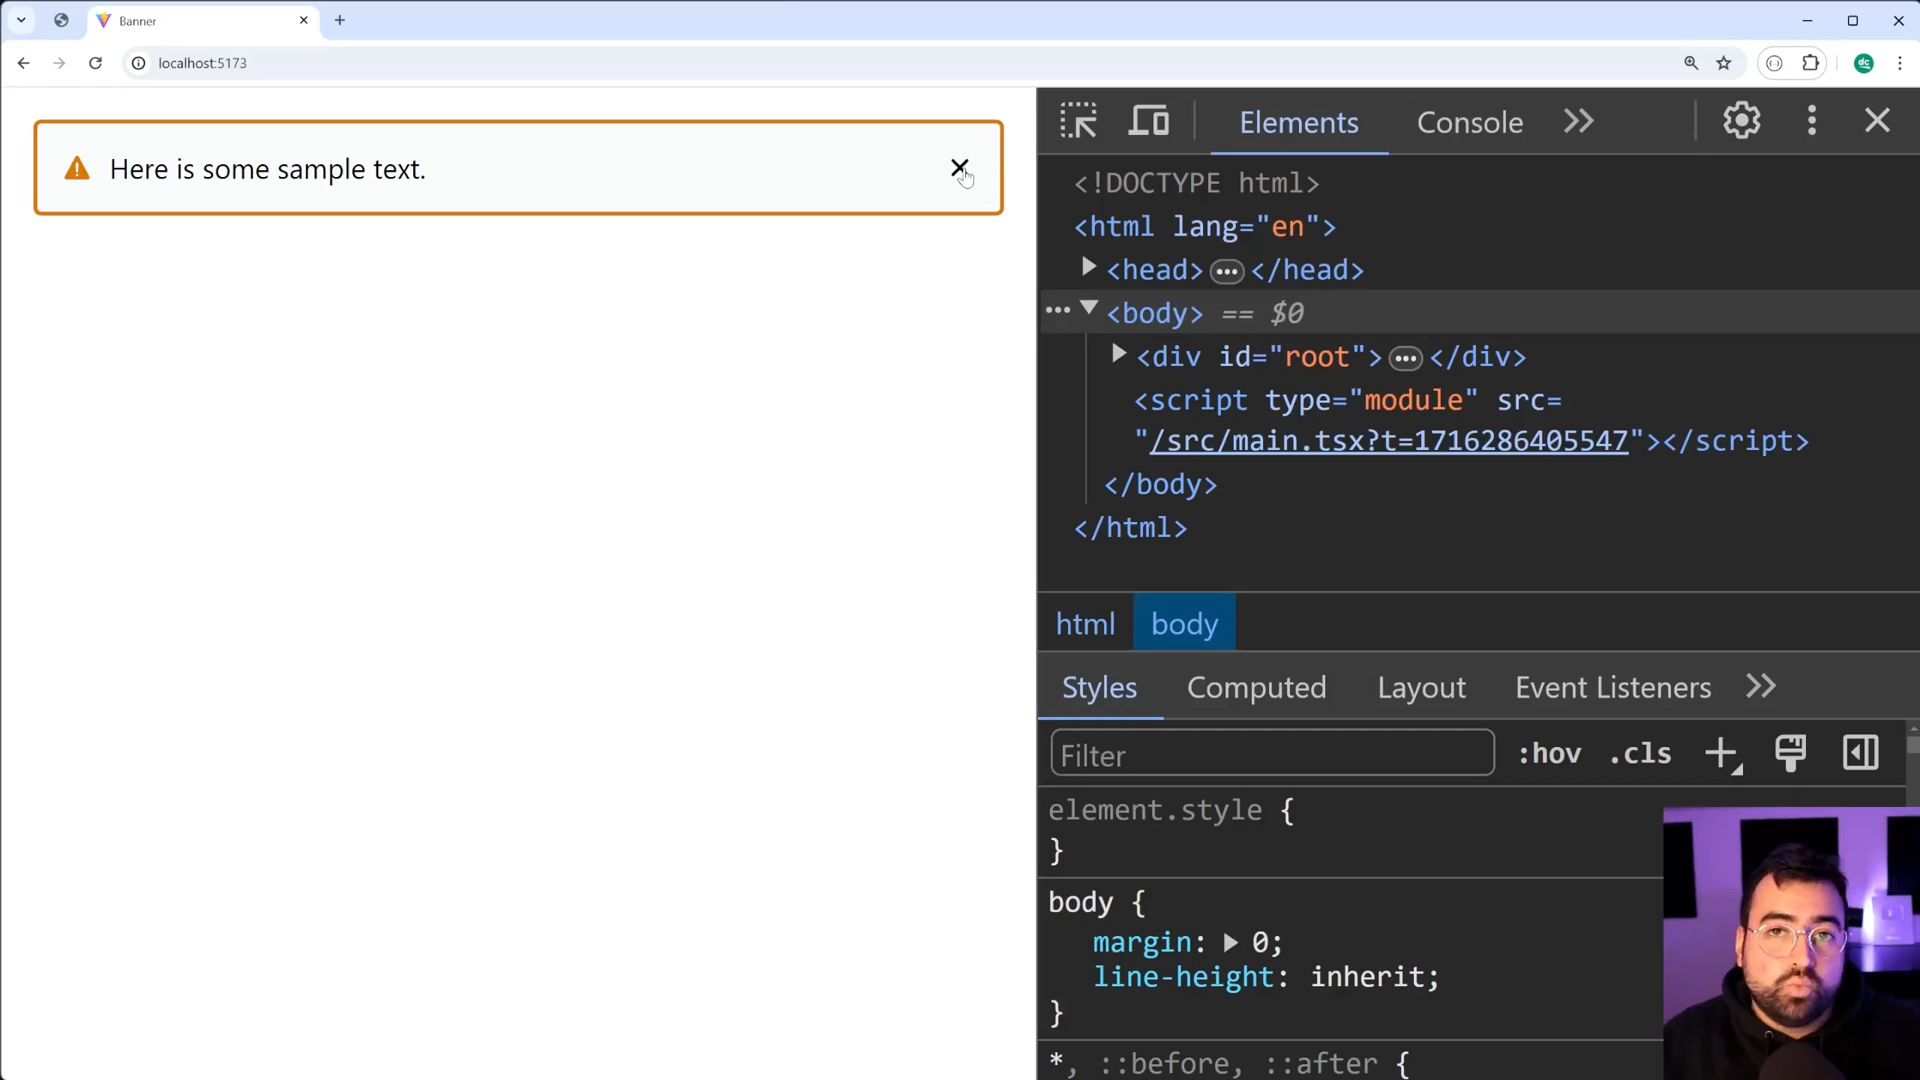 Banner
localhost:5173
Here is some sample text.
Elements
Console
<!DOCTYPE html>
<html lang="en">
<head> ••• </head>
••• <body> == $0
<div id="root"> ••• </div>
<script type="module" src=
"/src/main.tsx?t=1716286405547"></script>
</body>
</html>
html body
Styles Computed Layout Event Listeners
Filter
:hov .cls
element.style {
}
body {
margin: 0;
line-height: inherit;
}
*, ::before, ::after {